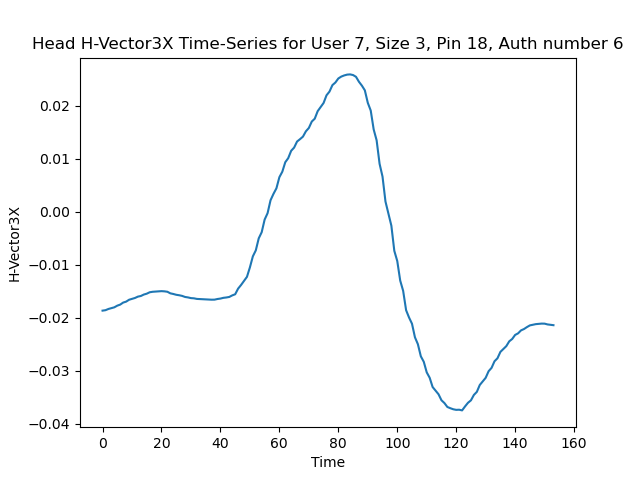 Head H-Vector3X Time-Series for User 7, Size 3, Pin 18, Auth number 6
H-Vector3X
0.02
0.01
0.00
−0.01
−0.02
−0.03
−0.04
0 20 40 60 80 100 120 140 160
Time